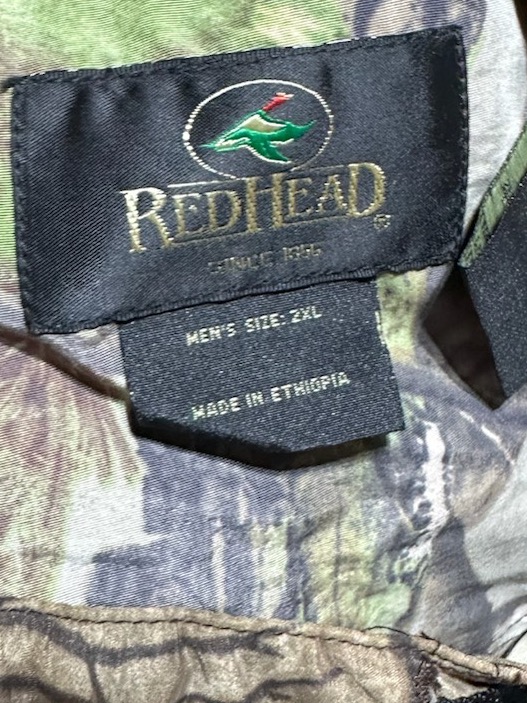 REDHEAD®
SINCE 1856
MEN'S SIZE: 2XL
MADE IN ETHIOPIA